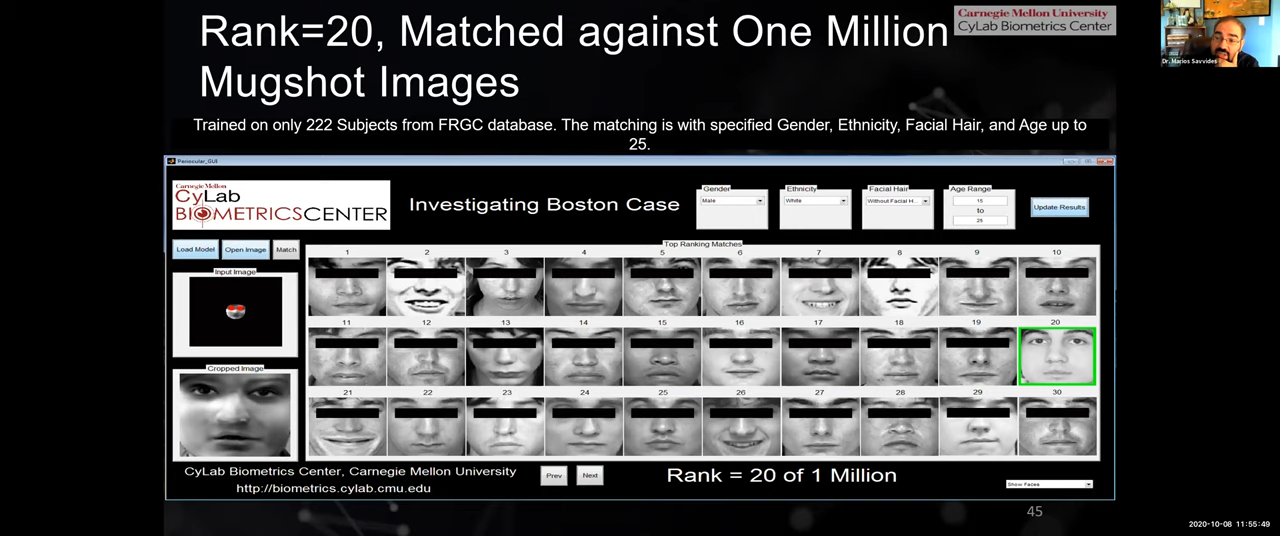 Rank=20, Matched against One Million
Mugshot Images
Carnegie Mellon University
CyLab Biometrics Center
Dr. Marios Savvides
Trained on only 222 Subjects from FRGC database. The matching is with specified Gender, Ethnicity, Facial Hair, and Age up to
25.
Periocular_GUI
Carnegie Mellon
CyLab
BIOMETRICSCENTER
Investigating Boston Case
Gender
Male
Ethnicity
White
Facial Hair
Without Facial H...
Age Range
15
to
25
Update Results
Load Model
Open Image
Match
Top Ranking Matches
1 2 3 4 5 6 7 8 9 10
11 12 13 14 15 16 17 18 19 20
21 22 23 24 25 26 27 28 29 30
Input Image
Cropped Image
CyLab Biometrics Center, Carnegie Mellon University
http://biometrics.cylab.cmu.edu
Prev
Next
Rank = 20 of 1 Million
Show Faces
45
2020-10-08 11:55:49